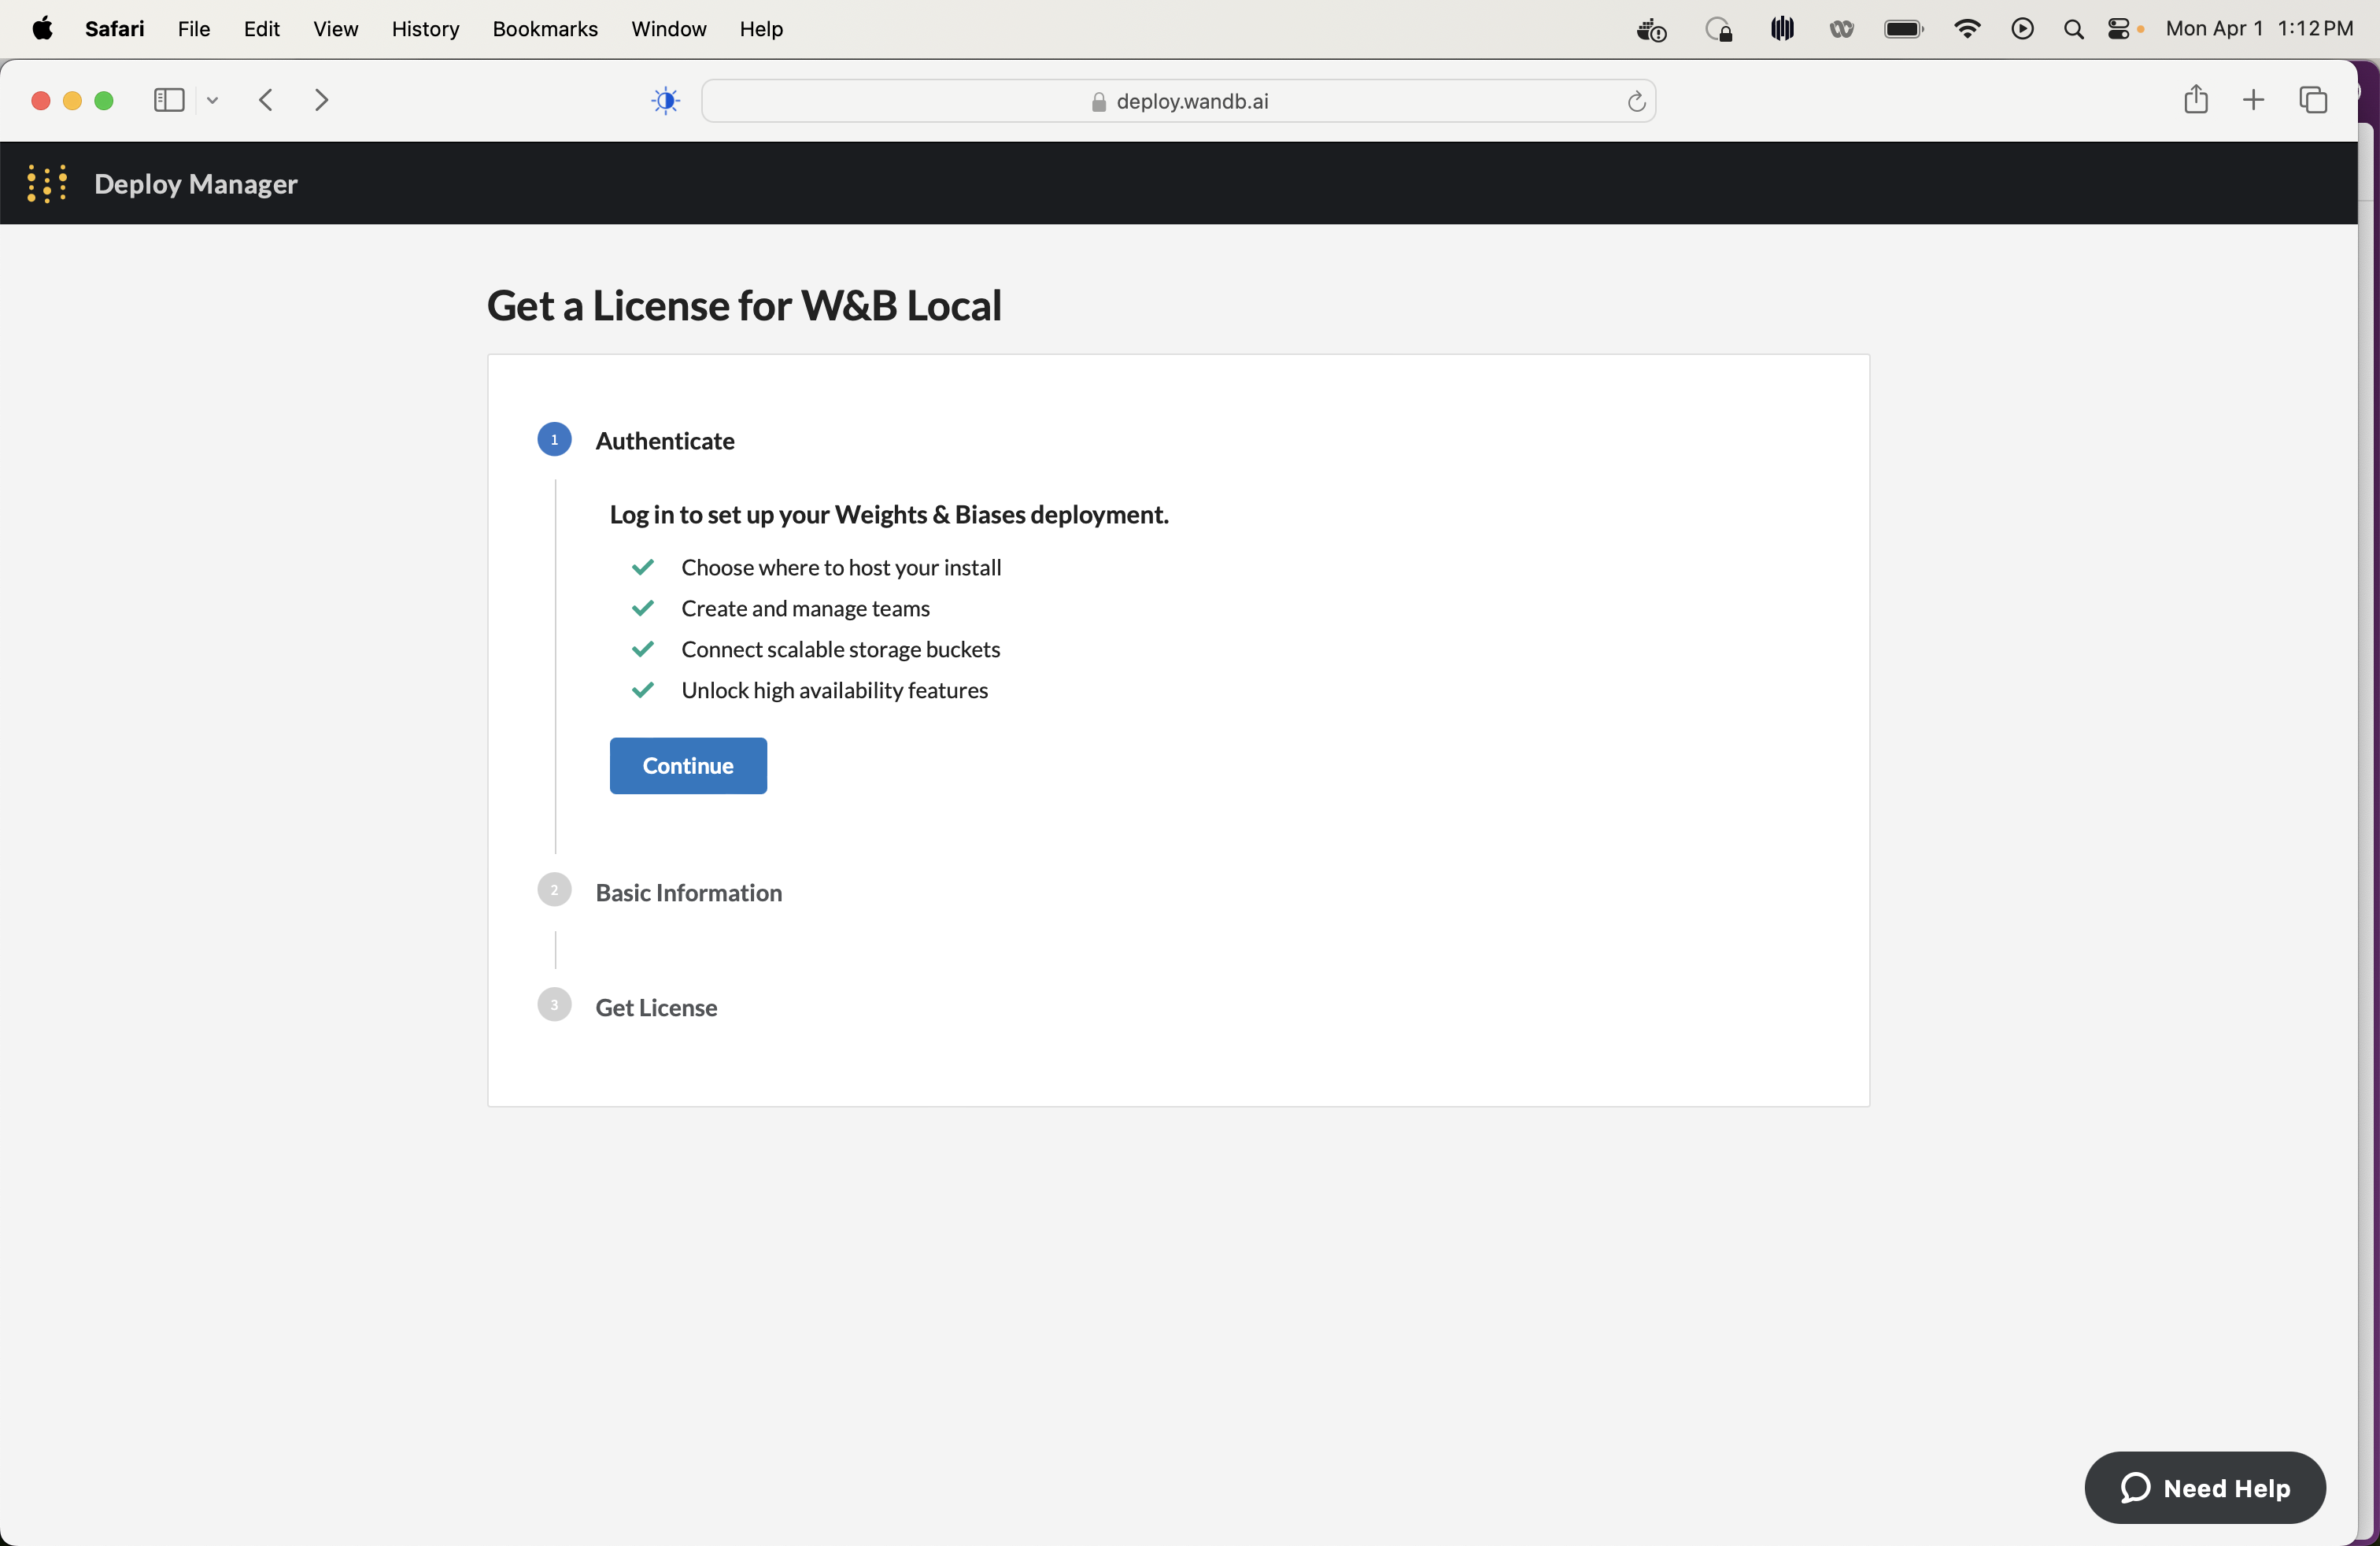 Safari File Edit View History Bookmarks Window Help Mon Apr 1 1:12 PM
deploy.wandb.ai
Deploy Manager
Get a License for W&B Local
1 Authenticate
Log in to set up your Weights & Biases deployment.
Choose where to host your install
Create and manage teams
Connect scalable storage buckets
Unlock high availability features
Continue
2 Basic Information
3 Get License
Need Help